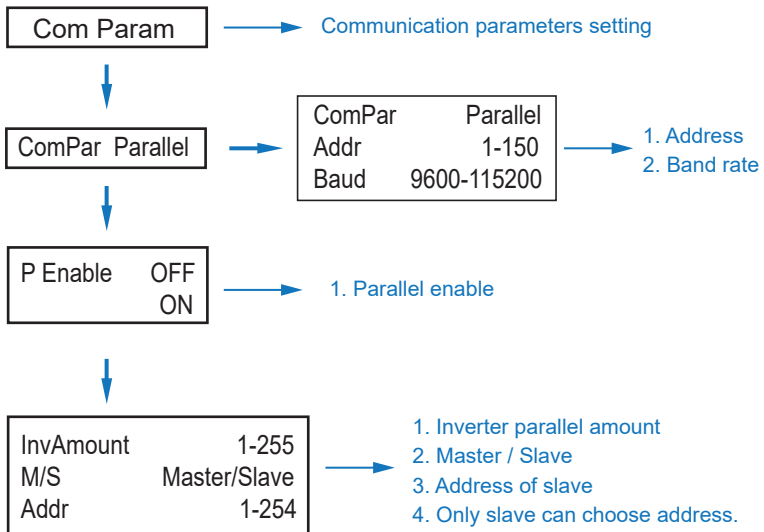 Com Param
Communication parameters setting
ComPar Parallel
ComPar Parallel
Addr 1-150
Baud 9600-115200
1. Address
2. Band rate
P Enable OFF
ON
1. Parallel enable
InvAmount 1-255
M/S Master/Slave
Addr 1-254
1. Inverter parallel amount
2. Master / Slave
3. Address of slave
4. Only slave can choose address.